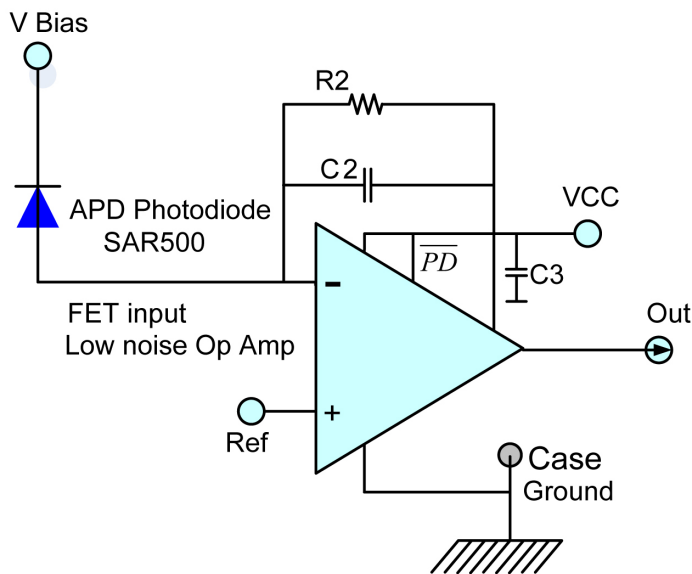 V Bias
R2
C2
VCC
APD Photodiode
SAR500
PD
C3
-
FET input
Low noise Op Amp
Out
+
Ref
Case
Ground